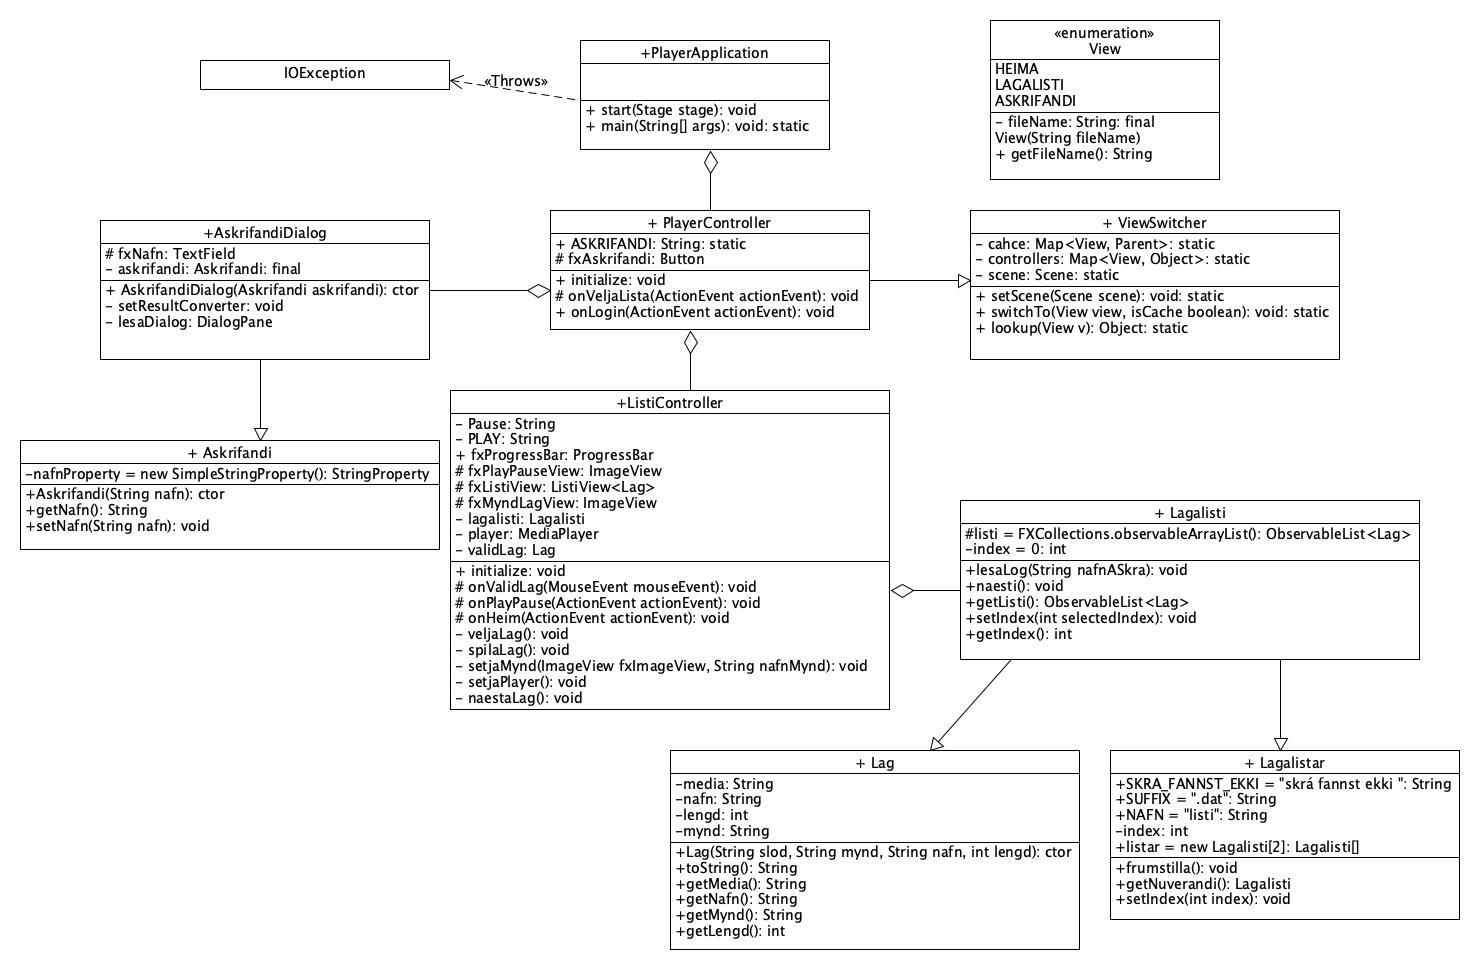 IOException
«Throws»
+PlayerApplication
+ start(Stage stage): void
+ main(String[] args): void: static
«enumeration»
View
HEIMA
LAGALISTI
ASKRIFANDI
- fileName: String: final
View(String fileName)
+ getFileName(): String
+AskrifandiDialog
# fxNafn: TextField
- askrifandi: Askrifandi: final
+ AskrifandiDialog(Askrifandi askrifandi): ctor
- setResultConverter: void
- lesaDialog: DialogPane
+ PlayerController
+ ASKRIFANDI: String: static
# fxAskrifandi: Button
+ initialize: void
# onVeljaLista(ActionEvent actionEvent): void
+ onLogin(ActionEvent actionEvent): void
+ ViewSwitcher
- cahce: Map<View, Parent>: static
- controllers: Map<View, Object>: static
- scene: Scene: static
+ setScene(Scene scene): void: static
+ switchTo(View view, isCache boolean): void: static
+ lookup(View v): Object: static
+ Askrifandi
-nafnProperty = new SimpleStringProperty(): StringProperty
+Askrifandi(String nafn): ctor
+getNafn(): String
+setNafn(String nafn): void
+ListiController
- Pause: String
- PLAY: String
+ fxProgressBar: ProgressBar
# fxPlayPauseView: ImageView
# fxListiView: ListiView<Lag>
# fxMyndLagView: ImageView
- lagalisti: Lagalisti
- player: MediaPlayer
- validLag: Lag
+ initialize: void
# onValidLag(MouseEvent mouseEvent): void
# onPlayPause(ActionEvent actionEvent): void
# onHeim(ActionEvent actionEvent): void
- veljaLag(): void
- spilaLag(): void
- setjaMynd(ImageView fxImageView, String nafnMynd): void
- setjaPlayer(): void
- naestaLag(): void
+ Lagalisti
#listi = FXCollections.observableArrayList(): ObservableList<Lag>
-index = 0: int
+lesaLog(String nafnASkra): void
+naesti(): void
+getListi(): ObservableList<Lag>
+setIndex(int selectedIndex): void
+getIndex(): int
+ Lag
-media: String
-nafn: String
-lengd: int
-mynd: String
+Lag(String slod, String mynd, String nafn, int lengd): ctor
+toString(): String
+getMedia(): String
+getNafn(): String
+getMynd(): String
+getLengd(): int
+ Lagalistar
+SKRA_FANNST_EKKI = "skrá fannst ekki ": String
+SUFFIX = ".dat": String
+NAFN = "listi": String
-index: int
+listar = new Lagalisti[2]: Lagalisti[]
+frumstilla(): void
+getNuverandi(): Lagalisti
+setIndex(int index): void